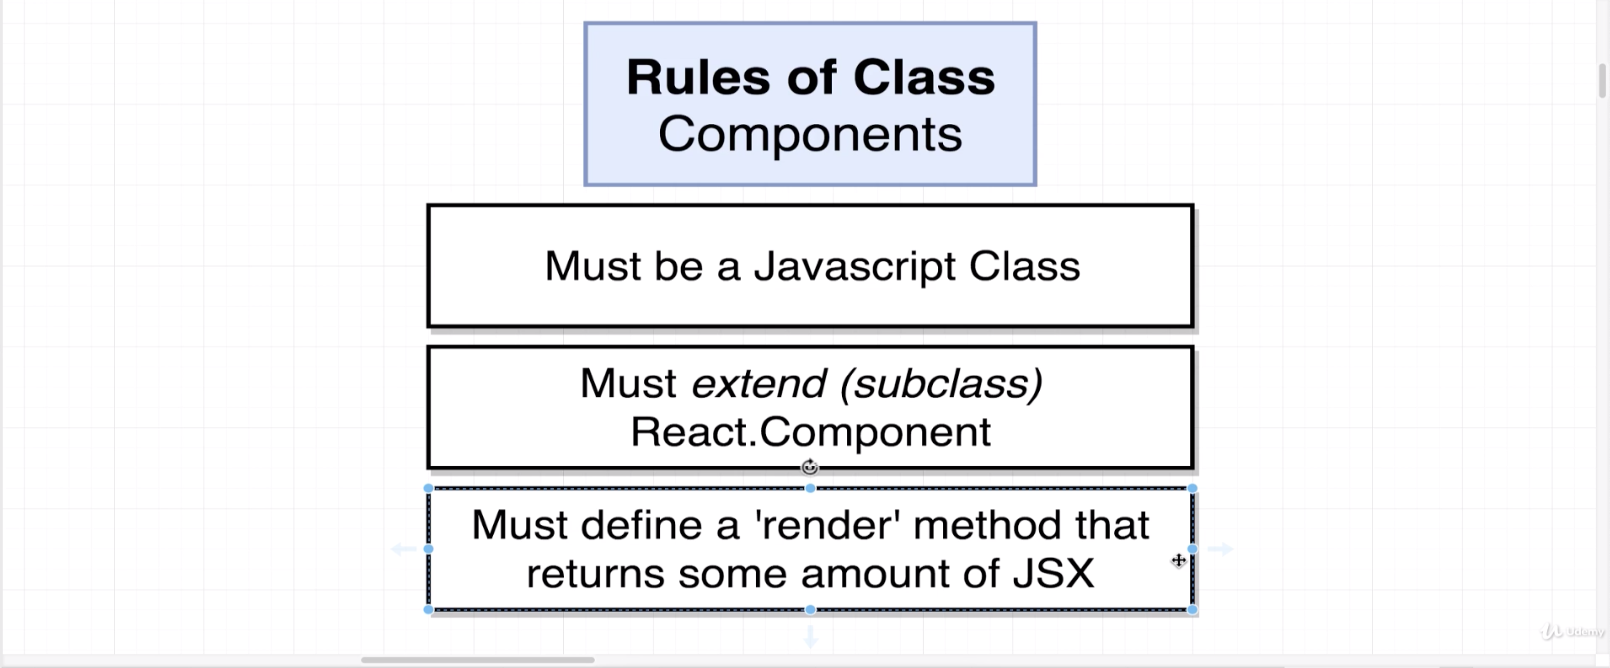 Rules of Class
Components
Must be a Javascript Class
Must extend (subclass)
React.Component
Must define a 'render' method that
returns some amount of JSX
Udemy